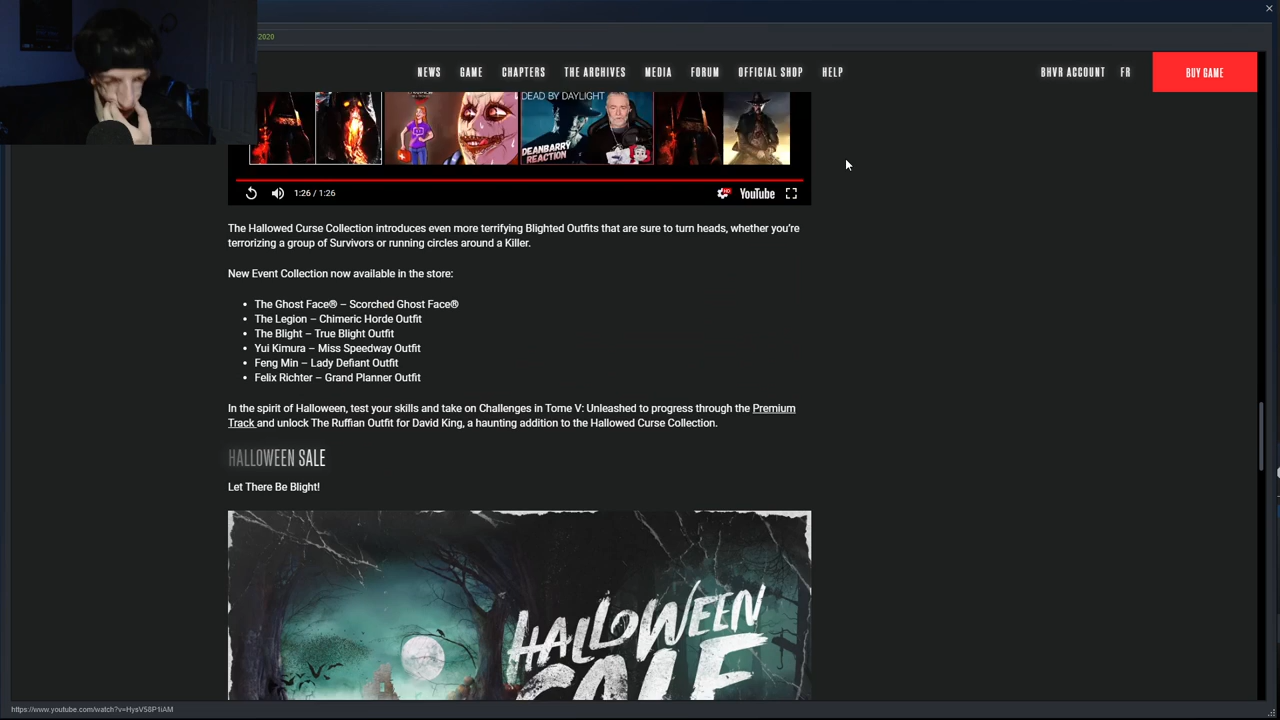 2020
NEWS GAME CHAPTERS THE ARCHIVES MEDIA FORUM OFFICIAL SHOP HELP BHVR ACCOUNT FR BUY GAME
DEAD BY DAYLIGHT
DEANBARRY
REACTION
1:26 / 1:26
HD
YouTube
The Hallowed Curse Collection introduces even more terrifying Blighted Outfits that are sure to turn heads, whether you're
terrorizing a group of Survivors or running circles around a Killer.
New Event Collection now available in the store:
• The Ghost Face® – Scorched Ghost Face®
• The Legion – Chimeric Horde Outfit
• The Blight – True Blight Outfit
• Yui Kimura – Miss Speedway Outfit
• Feng Min – Lady Defiant Outfit
• Felix Richter – Grand Planner Outfit
In the spirit of Halloween, test your skills and take on Challenges in Tome V: Unleashed to progress through the Premium
Track and unlock The Ruffian Outfit for David King, a haunting addition to the Hallowed Curse Collection.
HALLOWEEN SALE
Let There Be Blight!
HALLOWEEN
SALE
https://www.youtube.com/watch?v=HysV58P1iAM